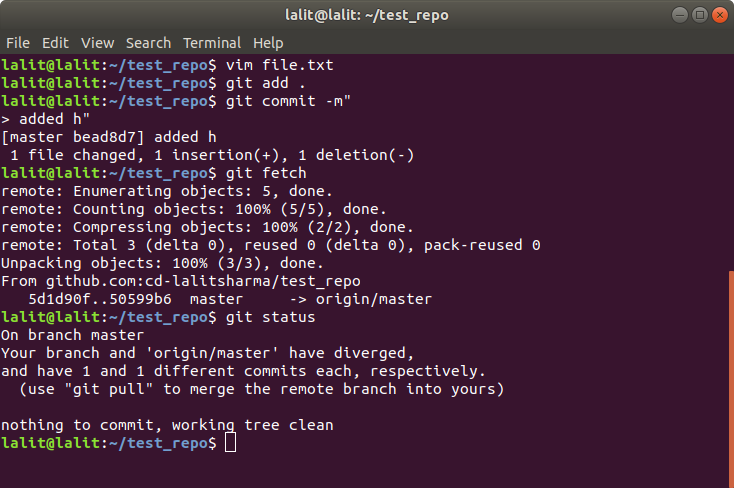 lalit@lalit: ~/test_repo
File Edit View Search Terminal Help
lalit@lalit:~/test_repo$ vim file.txt
lalit@lalit:~/test_repo$ git add .
lalit@lalit:~/test_repo$ git commit -m"
> added h"
[master bead8d7] added h
 1 file changed, 1 insertion(+), 1 deletion(-)
lalit@lalit:~/test_repo$ git fetch
remote: Enumerating objects: 5, done.
remote: Counting objects: 100% (5/5), done.
remote: Compressing objects: 100% (2/2), done.
remote: Total 3 (delta 0), reused 0 (delta 0), pack-reused 0
Unpacking objects: 100% (3/3), done.
From github.com:cd-lalitsharma/test_repo
   5d1d90f..50599b6  master     -> origin/master
lalit@lalit:~/test_repo$ git status
On branch master
Your branch and 'origin/master' have diverged,
and have 1 and 1 different commits each, respectively.
  (use "git pull" to merge the remote branch into yours)
nothing to commit, working tree clean
lalit@lalit:~/test_repo$